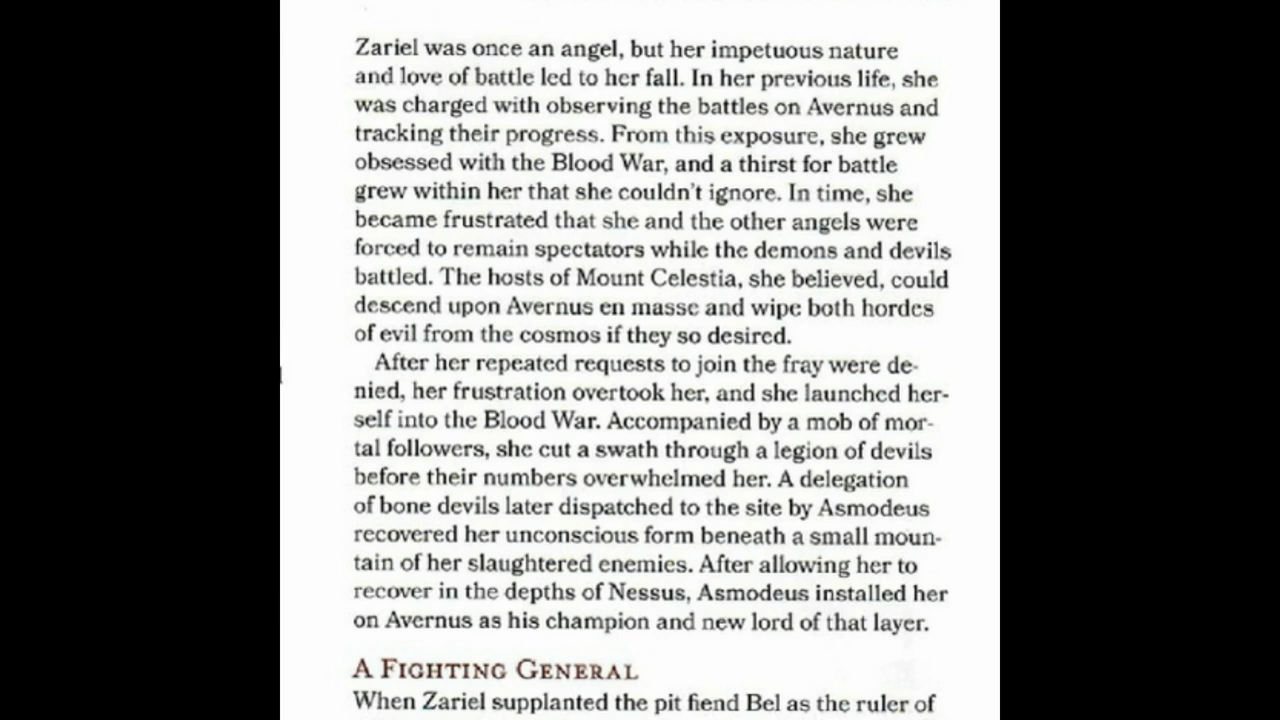 Zariel was once an angel, but her impetuous nature
and love of battle led to her fall. In her previous life, she
was charged with observing the battles on Avernus and
tracking their progress. From this exposure, she grew
obsessed with the Blood War, and a thirst for battle
grew within her that she couldn't ignore. In time, she
became frustrated that she and the other angels were
forced to remain spectators while the demons and devils
battled. The hosts of Mount Celestia, she believed, could
descend upon Avernus en masse and wipe both hordes
of evil from the cosmos if they so desired.
After her repeated requests to join the fray were de-
nied, her frustration overtook her, and she launched her-
self into the Blood War. Accompanied by a mob of mor-
tal followers, she cut a swath through a legion of devils
before their numbers overwhelmed her. A delegation
of bone devils later dispatched to the site by Asmodeus
recovered her unconscious form beneath a small moun-
tain of her slaughtered enemies. After allowing her to
recover in the depths of Nessus, Asmodeus installed her
on Avernus as his champion and new lord of that layer.
A FIGHTING GENERAL
When Zariel supplanted the pit fiend Bel as the ruler of